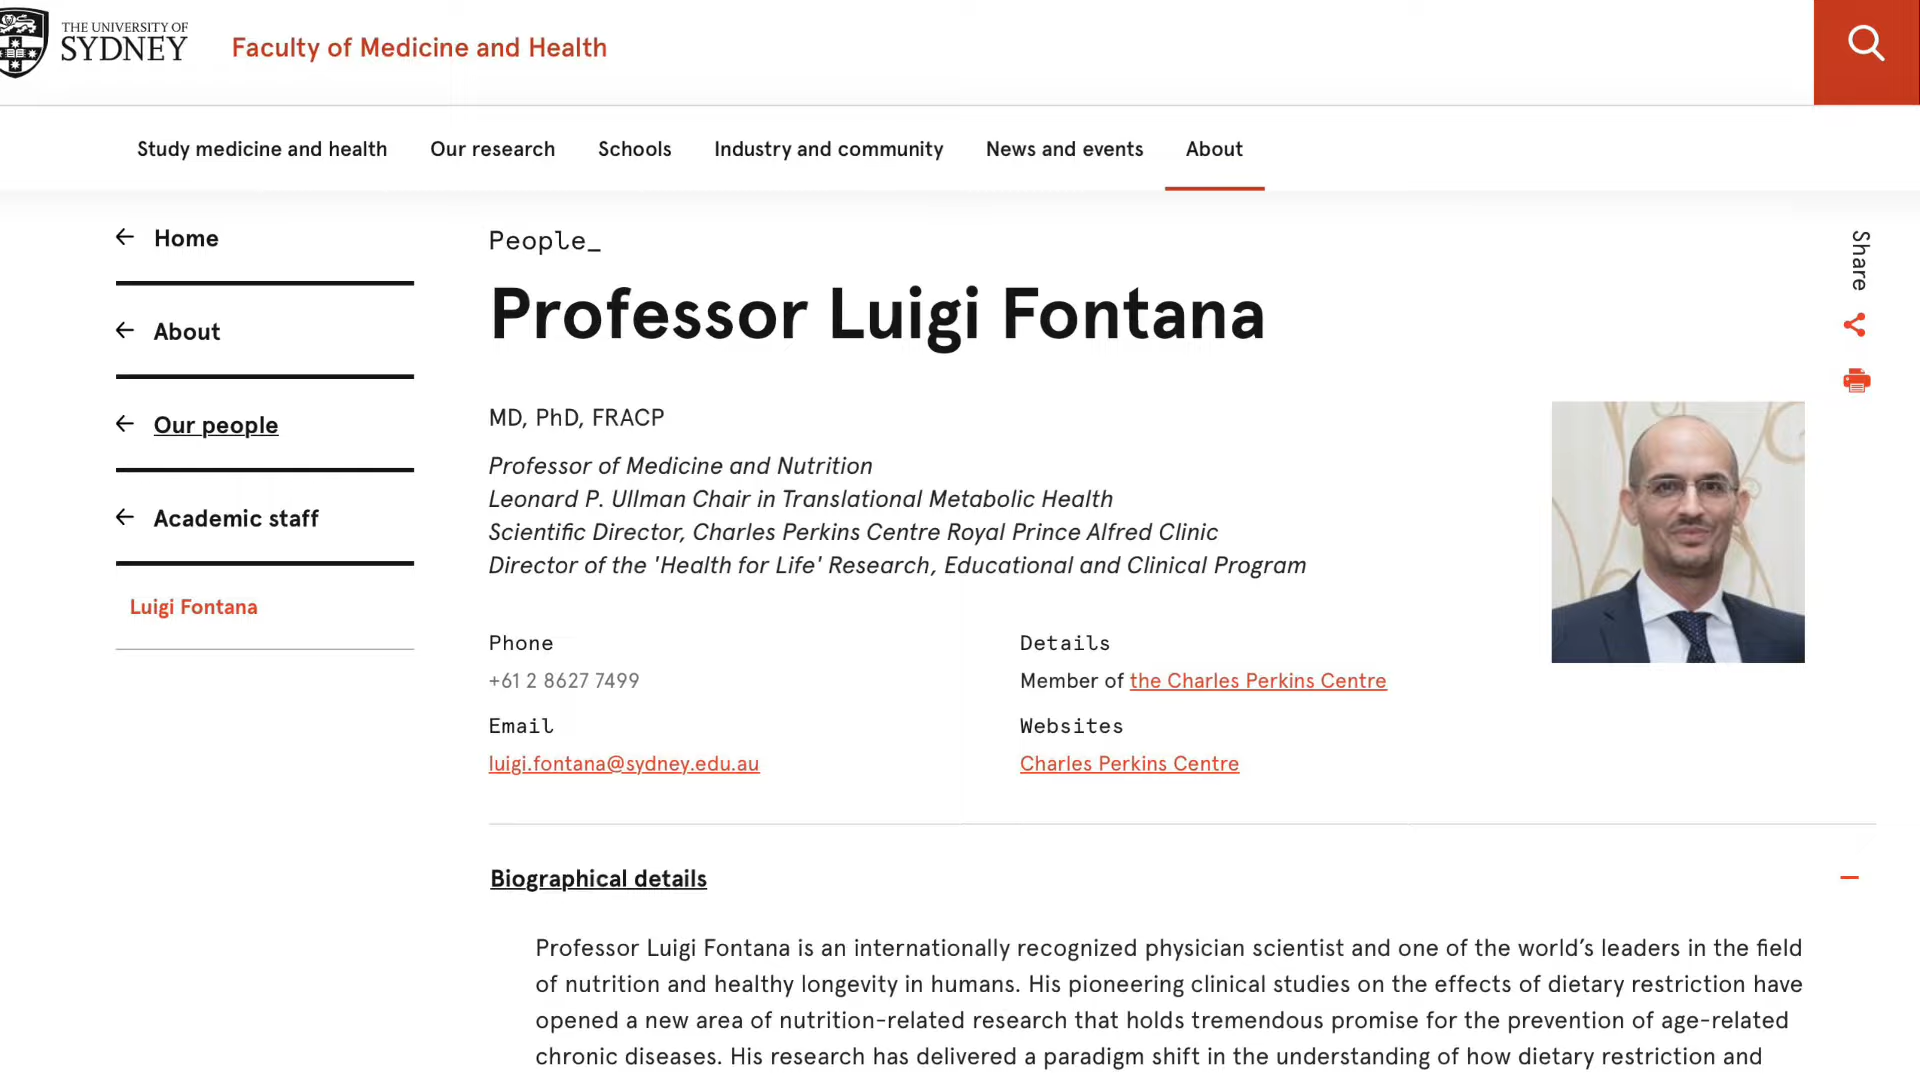 THE UNIVERSITY OF
SYDNEY
Faculty of Medicine and Health
Study medicine and health
Our research
Schools
Industry and community
News and events
About
Home
About
Our people
Academic staff
Luigi Fontana
People_
Professor Luigi Fontana
MD, PhD, FRACP
Professor of Medicine and Nutrition
Leonard P. Ullman Chair in Translational Metabolic Health
Scientific Director, Charles Perkins Centre Royal Prince Alfred Clinic
Director of the 'Health for Life' Research, Educational and Clinical Program
Phone
+61 2 8627 7499
Email
luigi.fontana@sydney.edu.au
Details
Member of the Charles Perkins Centre
Websites
Charles Perkins Centre
Share
Biographical details
Professor Luigi Fontana is an internationally recognized physician scientist and one of the world’s leaders in the field
of nutrition and healthy longevity in humans. His pioneering clinical studies on the effects of dietary restriction have
opened a new area of nutrition-related research that holds tremendous promise for the prevention of age-related
chronic diseases. His research has delivered a paradigm shift in the understanding of how dietary restriction and